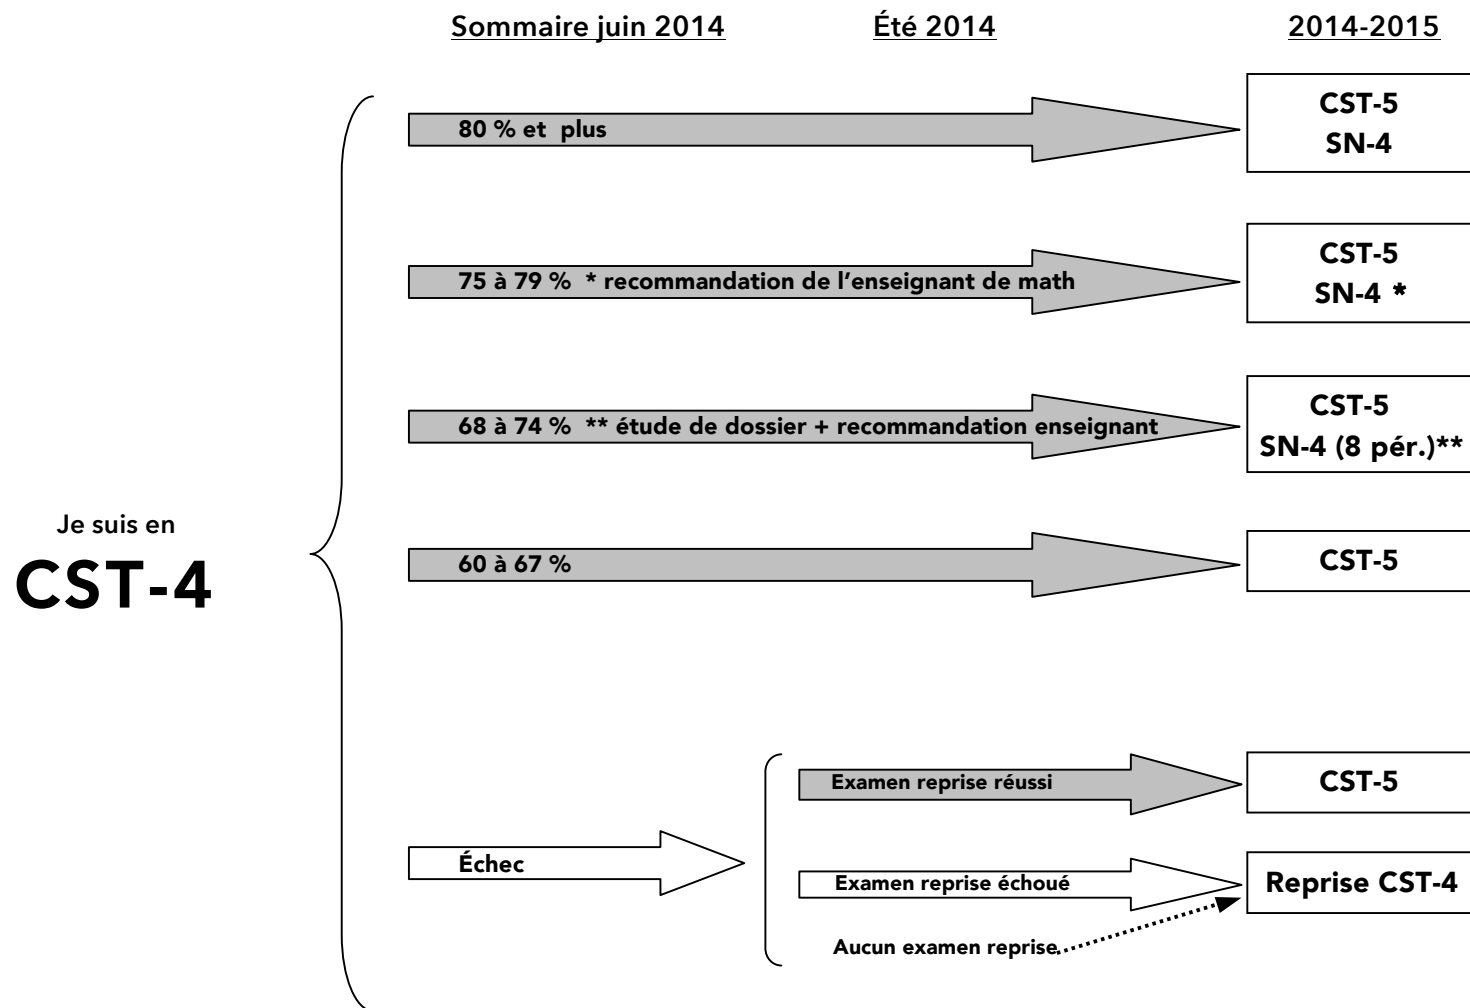 Sommaire juin 2014
Été 2014
2014-2015
80 % et plus
CST-5
SN-4
75 à 79 % * recommandation de l'enseignant de math
CST-5
SN-4 *
68 à 74 % ** étude de dossier + recommandation enseignant
CST-5
SN-4 (8 pér.)**
Je suis en
CST-4
60 à 67 %
CST-5
Examen reprise réussi
CST-5
Échec
Examen reprise échoué
Reprise CST-4
Aucun examen reprise